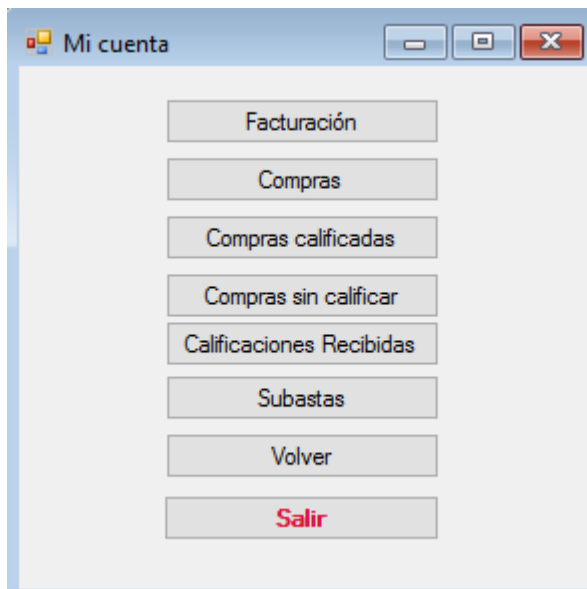 Mi cuenta
Facturación
Compras
Compras calificadas
Compras sin calificar
Calificaciones Recibidas
Subastas
Volver
Salir